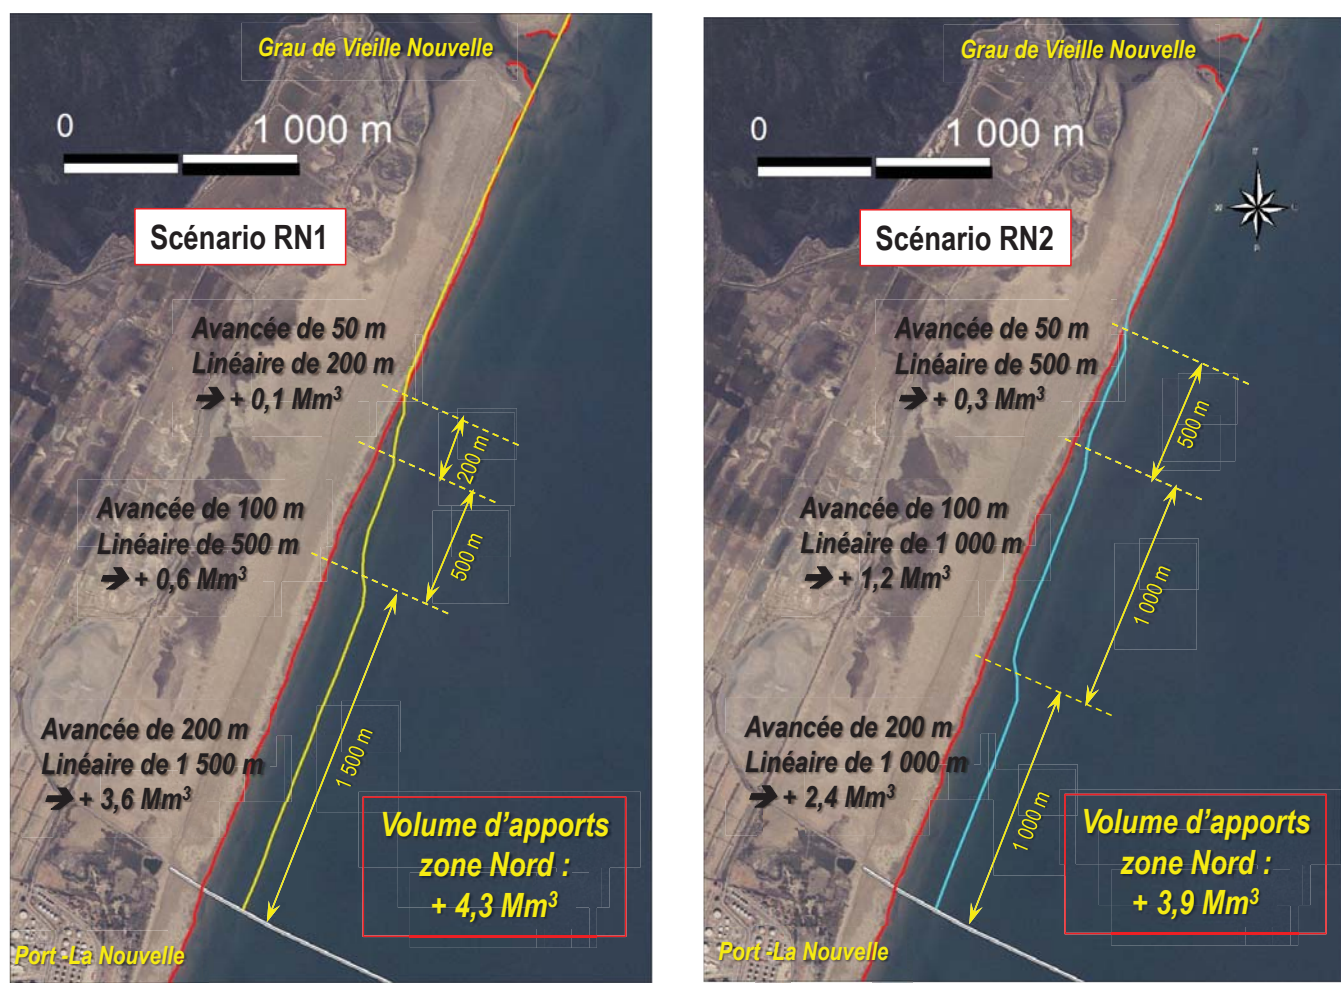 Grau de Vieille Nouvelle
0 1 000 m
Scénario RN1
Avancée de 50 m
Linéaire de 200 m
➔ + 0,1 Mm³
200 m
Avancée de 100 m
Linéaire de 500 m
➔ + 0,6 Mm³
500 m
Avancée de 200 m
Linéaire de 1 500 m
➔ + 3,6 Mm³
1 500 m
Volume d'apports
zone Nord :
+ 4,3 Mm³
Port -La Nouvelle
Grau de Vieille Nouvelle
0 1 000 m
Scénario RN2
Avancée de 50 m
Linéaire de 500 m
➔ + 0,3 Mm³
500 m
Avancée de 100 m
Linéaire de 1 000 m
➔ + 1,2 Mm³
1 000 m
Avancée de 200 m
Linéaire de 1 000 m
➔ + 2,4 Mm³
1 000 m
Volume d'apports
zone Nord :
+ 3,9 Mm³
Port -La Nouvelle